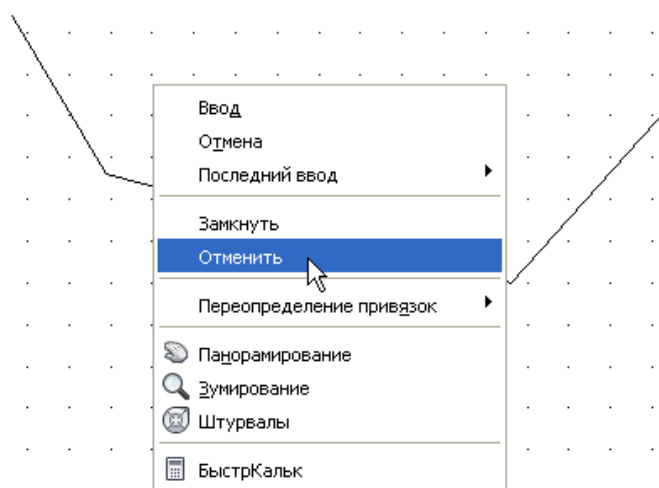 Ввод
Отмена
Последний ввод
Замкнуть
Отменить
Переопределение привязок
Панорамирование
Зумирование
Штурвалы
БыстрКальк